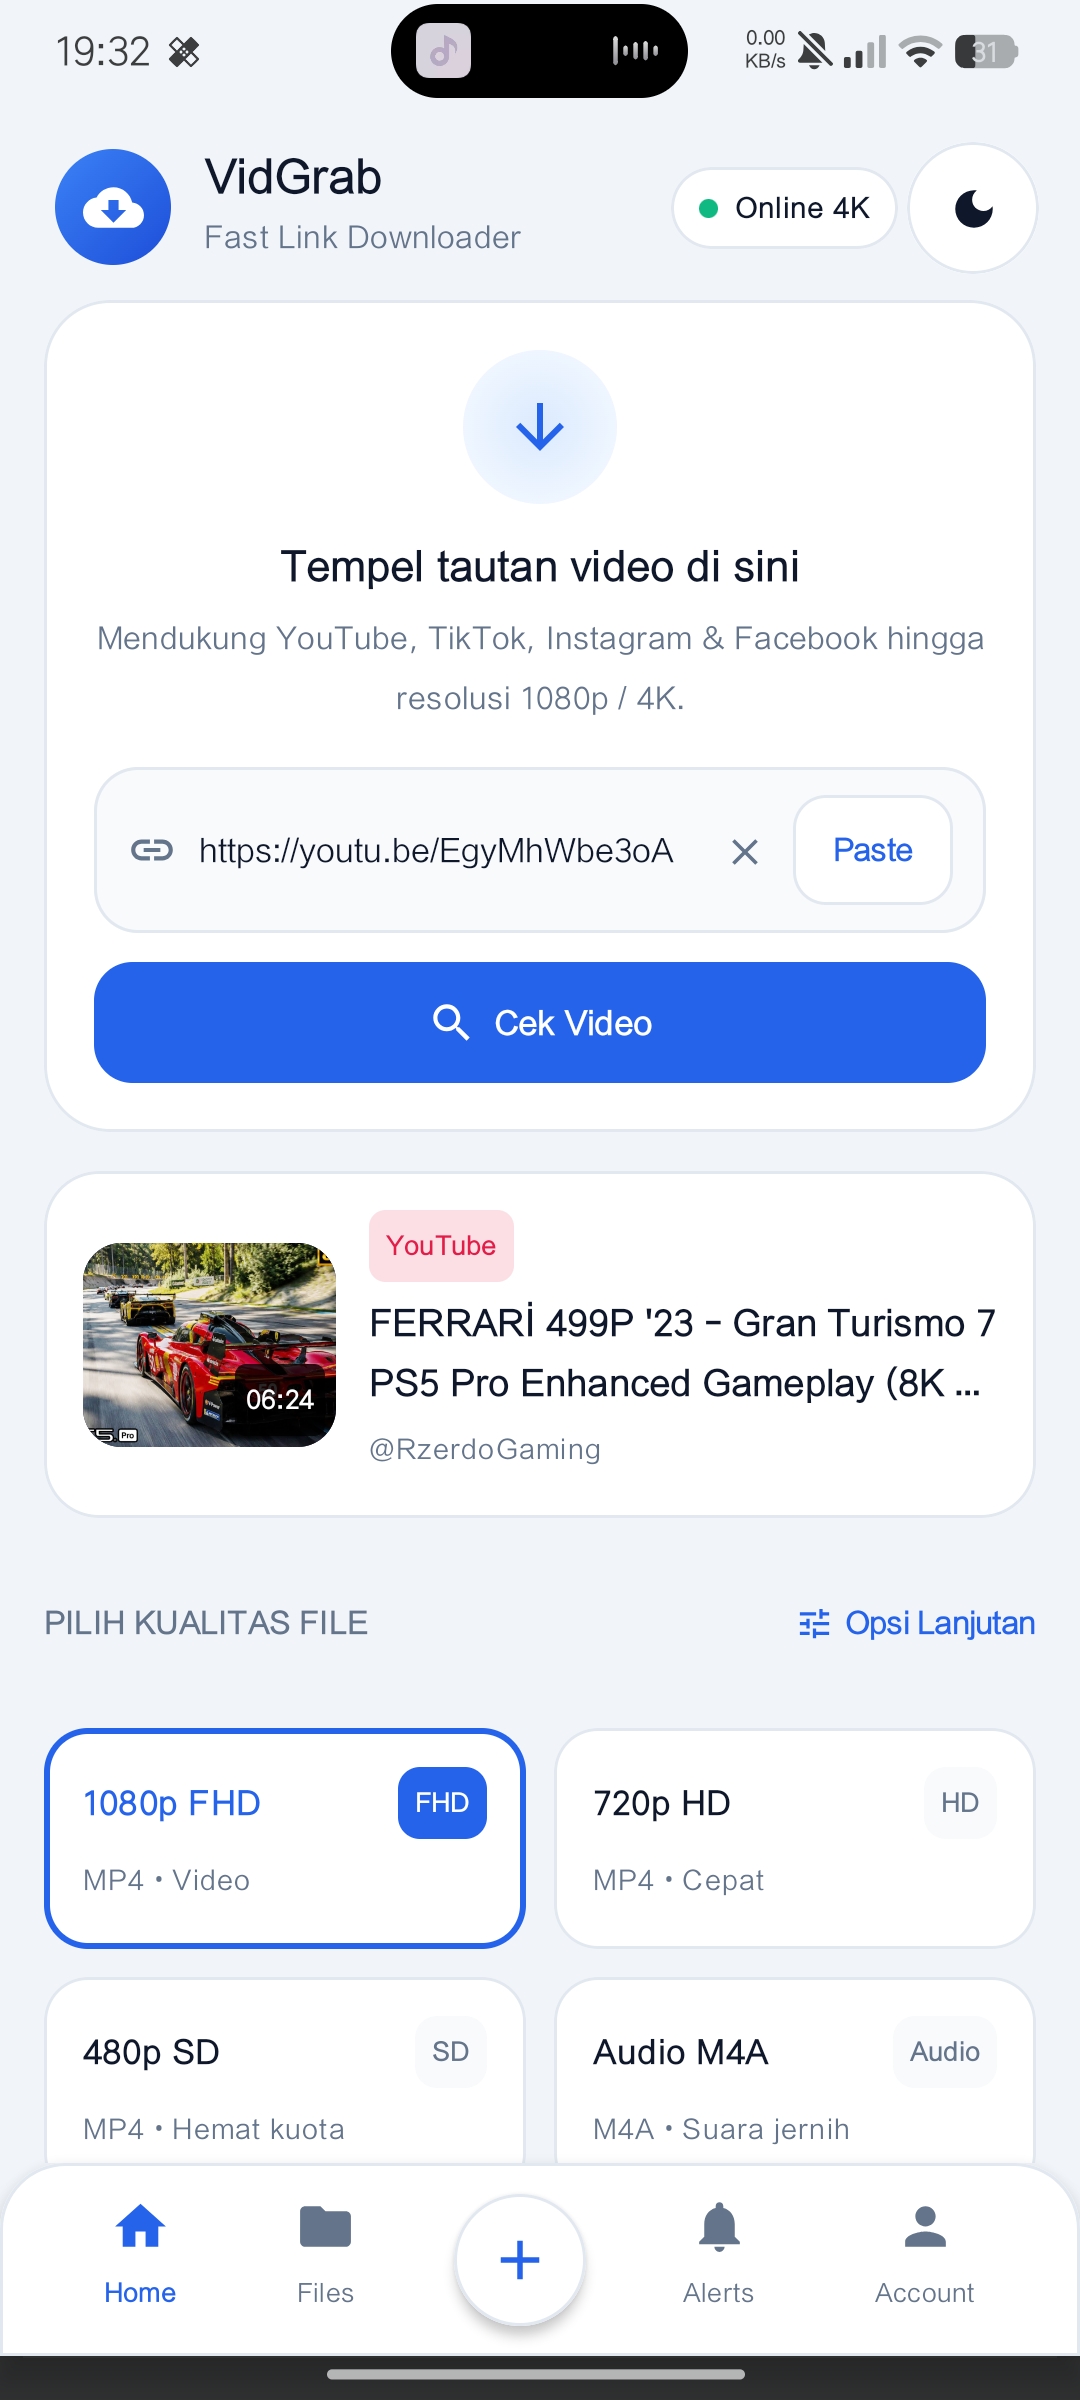 19:32
0.00
KB/s
31
VidGrab
Fast Link Downloader
Online 4K
Tempel tautan video di sini
Mendukung YouTube, TikTok, Instagram & Facebook hingga
resolusi 1080p / 4K.
https://youtu.be/EgyMhWbe3oA
Paste
Cek Video
YouTube
FERRARİ 499P '23 - Gran Turismo 7
PS5 Pro Enhanced Gameplay (8K ...
@RzerdoGaming
06:24
Pro
PILIH KUALITAS FILE
Opsi Lanjutan
1080p FHD
FHD
MP4 • Video
720p HD
HD
MP4 • Cepat
480p SD
SD
MP4 • Hemat kuota
Audio M4A
Audio
M4A • Suara jernih
Home
Files
Alerts
Account